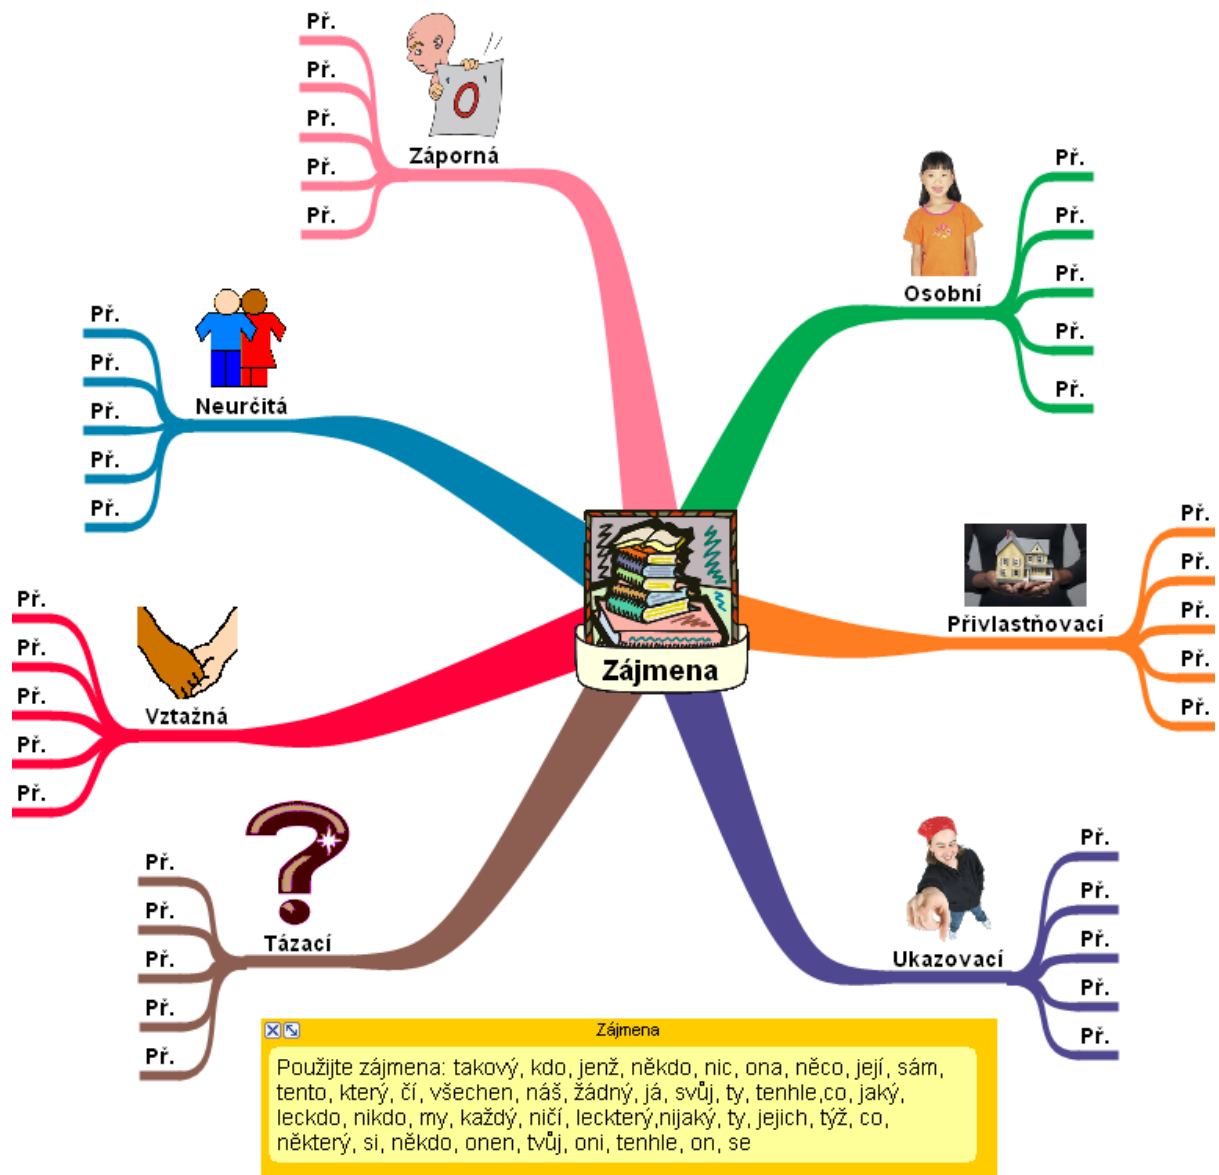 Př.
Př.
Př.
Př.
Př.
Záporná
Př.
Př.
Př.
Př.
Př.
Osobní
Př.
Př.
Př.
Př.
Př.
Neurčitá
Př.
Př.
Př.
Př.
Př.
Přivlastňovací
Př.
Př.
Př.
Př.
Př.
Vztažná
Zájmena
Př.
Př.
Př.
Př.
Př.
Tázací
Př.
Př.
Př.
Př.
Př.
Ukazovací
Zájmena
Použijte zájmena: takový, kdo, jenž, někdo, nic, ona, něco, její, sám,
tento, který, čí, všechen, náš, žádný, já, svůj, ty, tenhle,co, jaký,
leckdo, nikdo, my, každý, ničí, leckterý,nijaký, ty, jejich, týž, co,
některý, si, někdo, onen, tvůj, oni, tenhle, on, se